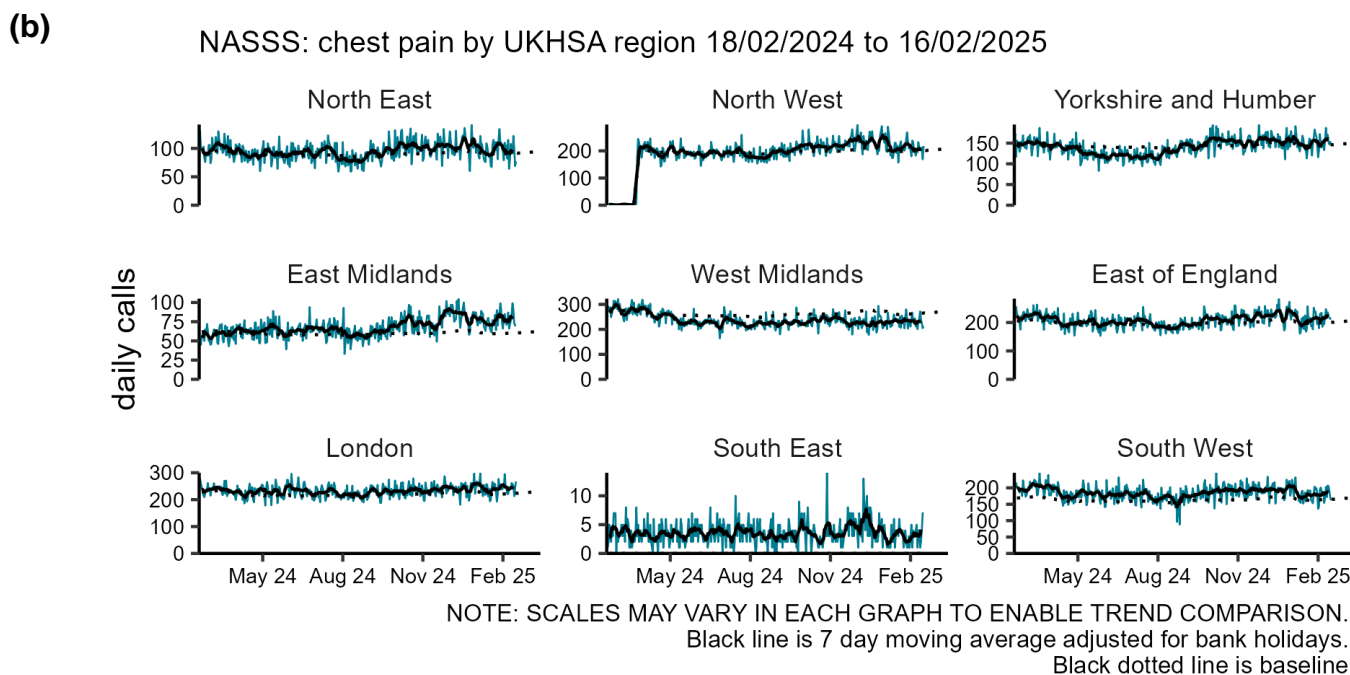 (b)
NASSS: chest pain by UKHSA region 18/02/2024 to 16/02/2025
North East
North West
Yorkshire and Humber
100
50
0
200
100
0
150
100
50
0
daily calls
East Midlands
West Midlands
East of England
100
75
50
25
0
300
200
100
0
200
100
0
London
South East
South West
300
200
100
0
10
5
0
200
150
100
50
0
May 24 Aug 24 Nov 24 Feb 25
May 24 Aug 24 Nov 24 Feb 25
May 24 Aug 24 Nov 24 Feb 25
NOTE: SCALES MAY VARY IN EACH GRAPH TO ENABLE TREND COMPARISON.
Black line is 7 day moving average adjusted for bank holidays.
Black dotted line is baseline